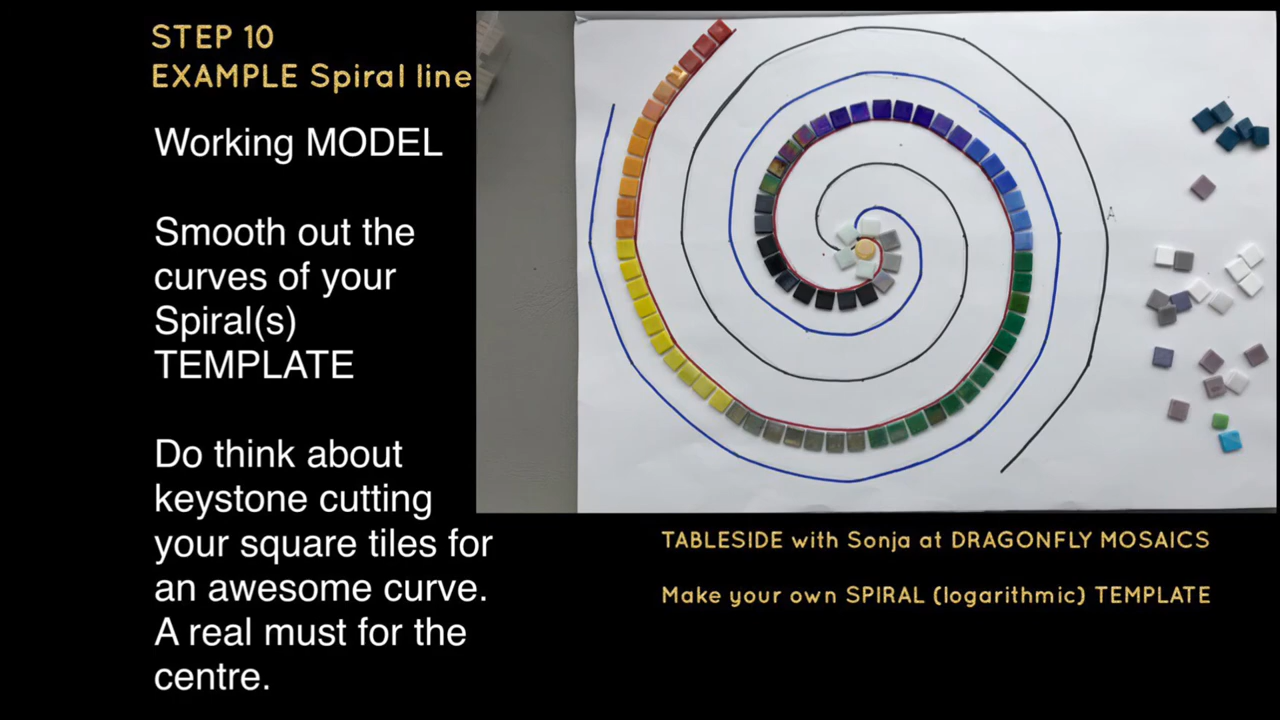 STEP 10
EXAMPLE Spiral line
Working MODEL
Smooth out the
curves of your
Spiral(s)
TEMPLATE
Do think about
keystone cutting
your square tiles for
an awesome curve.
A real must for the
centre.
A
TABLESIDE with Sonja at DRAGONFLY MOSAICS
Make your own SPIRAL (logarithmic) TEMPLATE